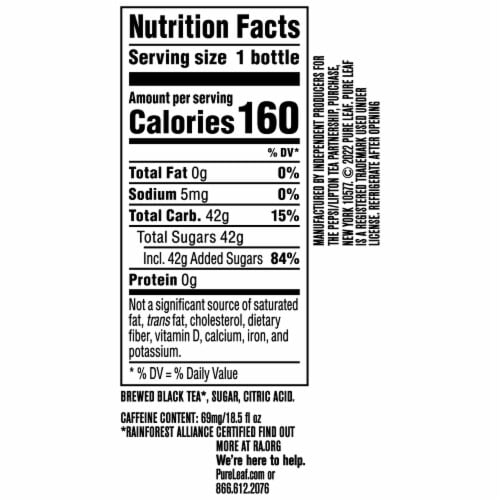 Nutrition Facts
Serving size 1 bottle
Amount per serving
Calories 160
% DV*
Total Fat 0g 0%
Sodium 5mg 0%
Total Carb. 42g 15%
Total Sugars 42g
Incl. 42g Added Sugars 84%
Protein 0g
Not a significant source of saturated
fat, trans fat, cholesterol, dietary
fiber, vitamin D, calcium, iron, and
potassium.
* % DV = % Daily Value
BREWED BLACK TEA*, SUGAR, CITRIC ACID.
CAFFEINE CONTENT: 69mg/18.5 fl oz
*RAINFOREST ALLIANCE CERTIFIED FIND OUT
MORE AT RA.ORG
We're here to help.
PureLeaf.com or
866.612.2076
MANUFACTURED BY INDEPENDENT PRODUCERS FOR
THE PEPSI/LIPTON TEA PARTNERSHIP, PURCHASE,
NEW YORK 10577. © 2022 PURE LEAF. PURE LEAF
IS A REGISTERED TRADEMARK USED UNDER
LICENSE. REFRIGERATE AFTER OPENING